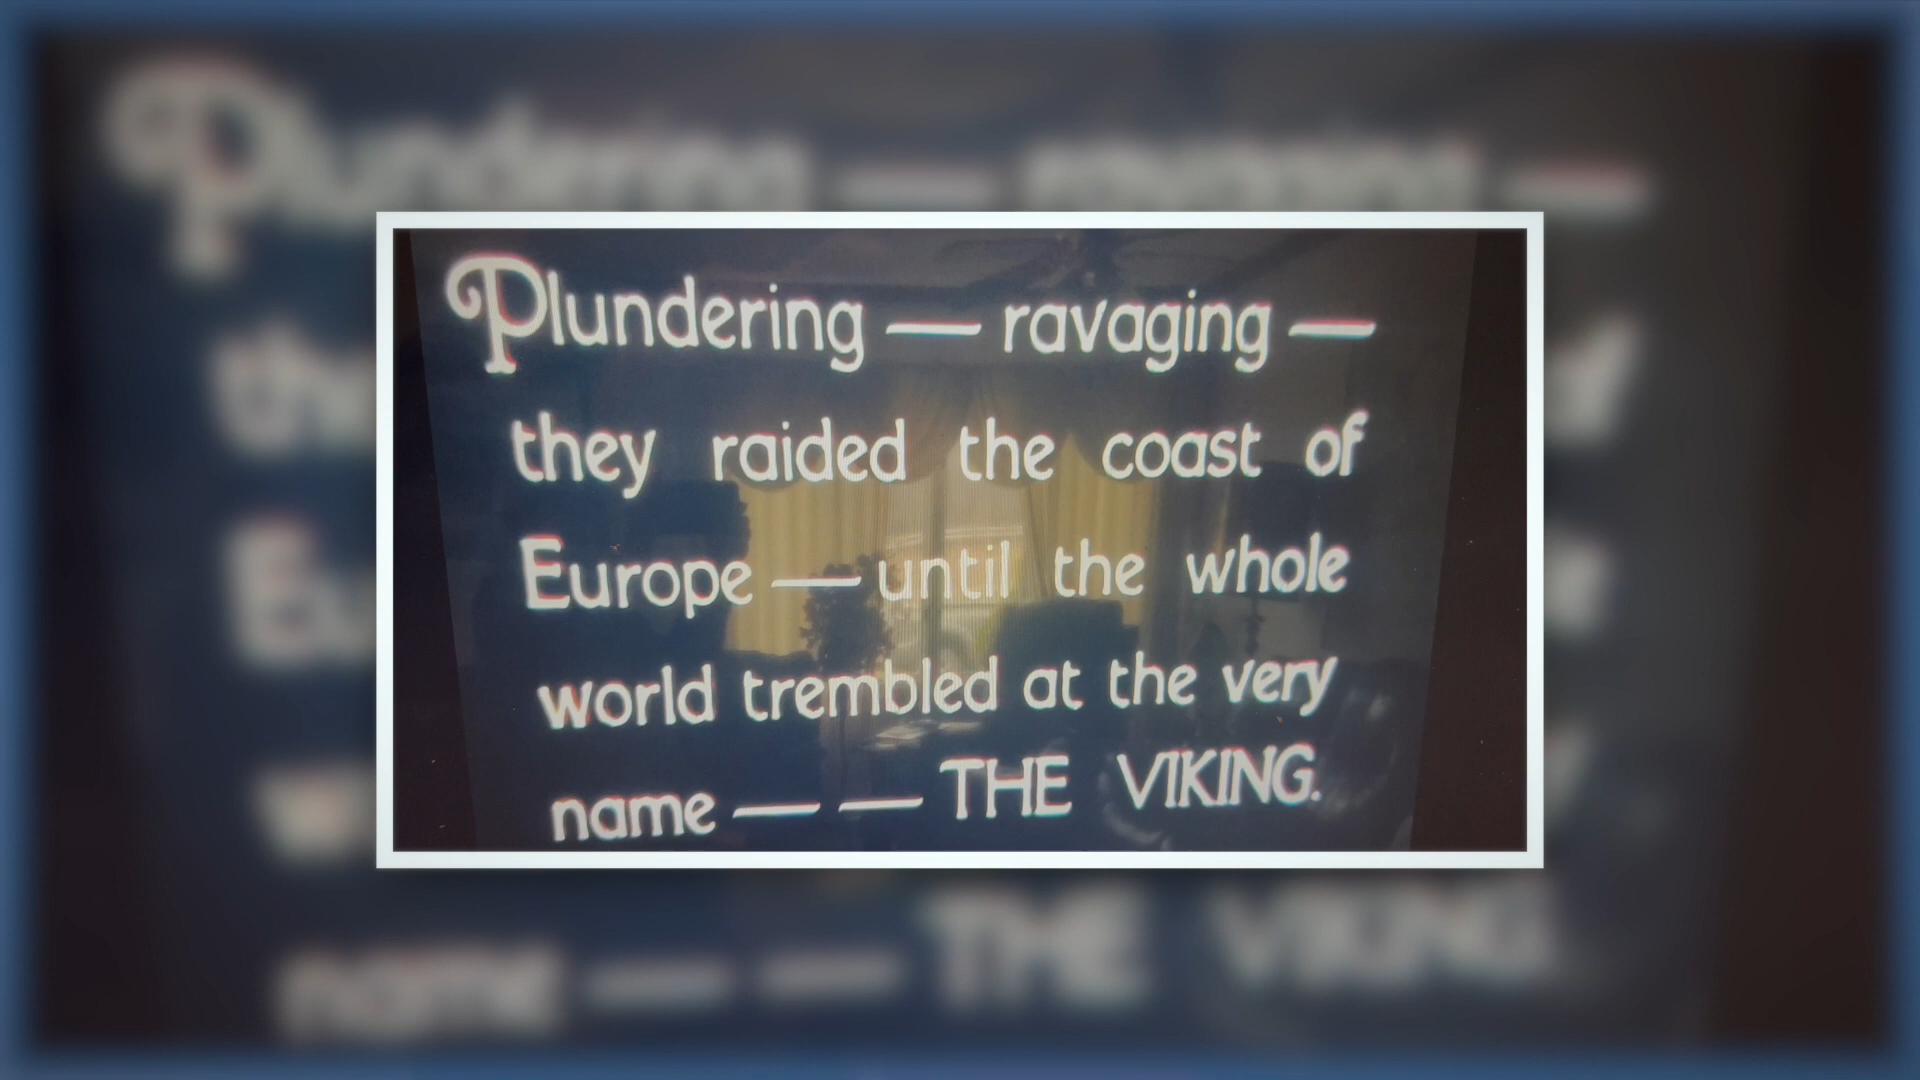 Plundering — ravaging —
they raided the coast of
Europe — until the whole
world trembled at the very
name — — THE VIKING.